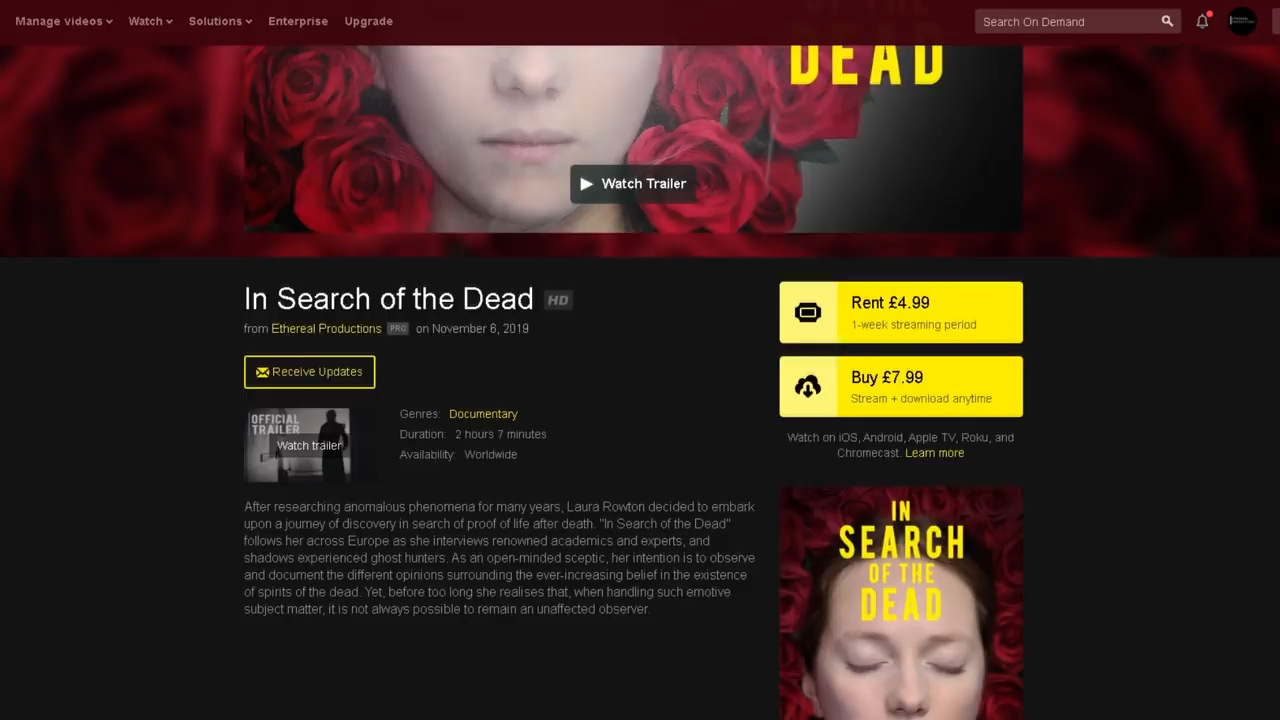 Manage videos Watch Solutions Enterprise Upgrade Search On Demand
DEAD
Watch Trailer
In Search of the Dead HD
from Ethereal Productions PRO on November 6, 2019
Receive Updates
OFFICIAL
TRAILER
Watch trailer
Genres: Documentary
Duration: 2 hours 7 minutes
Availability: Worldwide
After researching anomalous phenomena for many years, Laura Rowton decided to embark
upon a journey of discovery in search of proof of life after death. "In Search of the Dead"
follows her across Europe as she interviews renowned academics and experts, and
shadows experienced ghost hunters. As an open-minded sceptic, her intention is to observe
and document the different opinions surrounding the ever-increasing belief in the existence
of spirits of the dead. Yet, before too long she realises that, when handling such emotive
subject matter, it is not always possible to remain an unaffected observer.
Rent £4.99
1-week streaming period
Buy £7.99
Stream + download anytime
Watch on iOS, Android, Apple TV, Roku, and
Chromecast. Learn more
IN
SEARCH
OF THE
DEAD